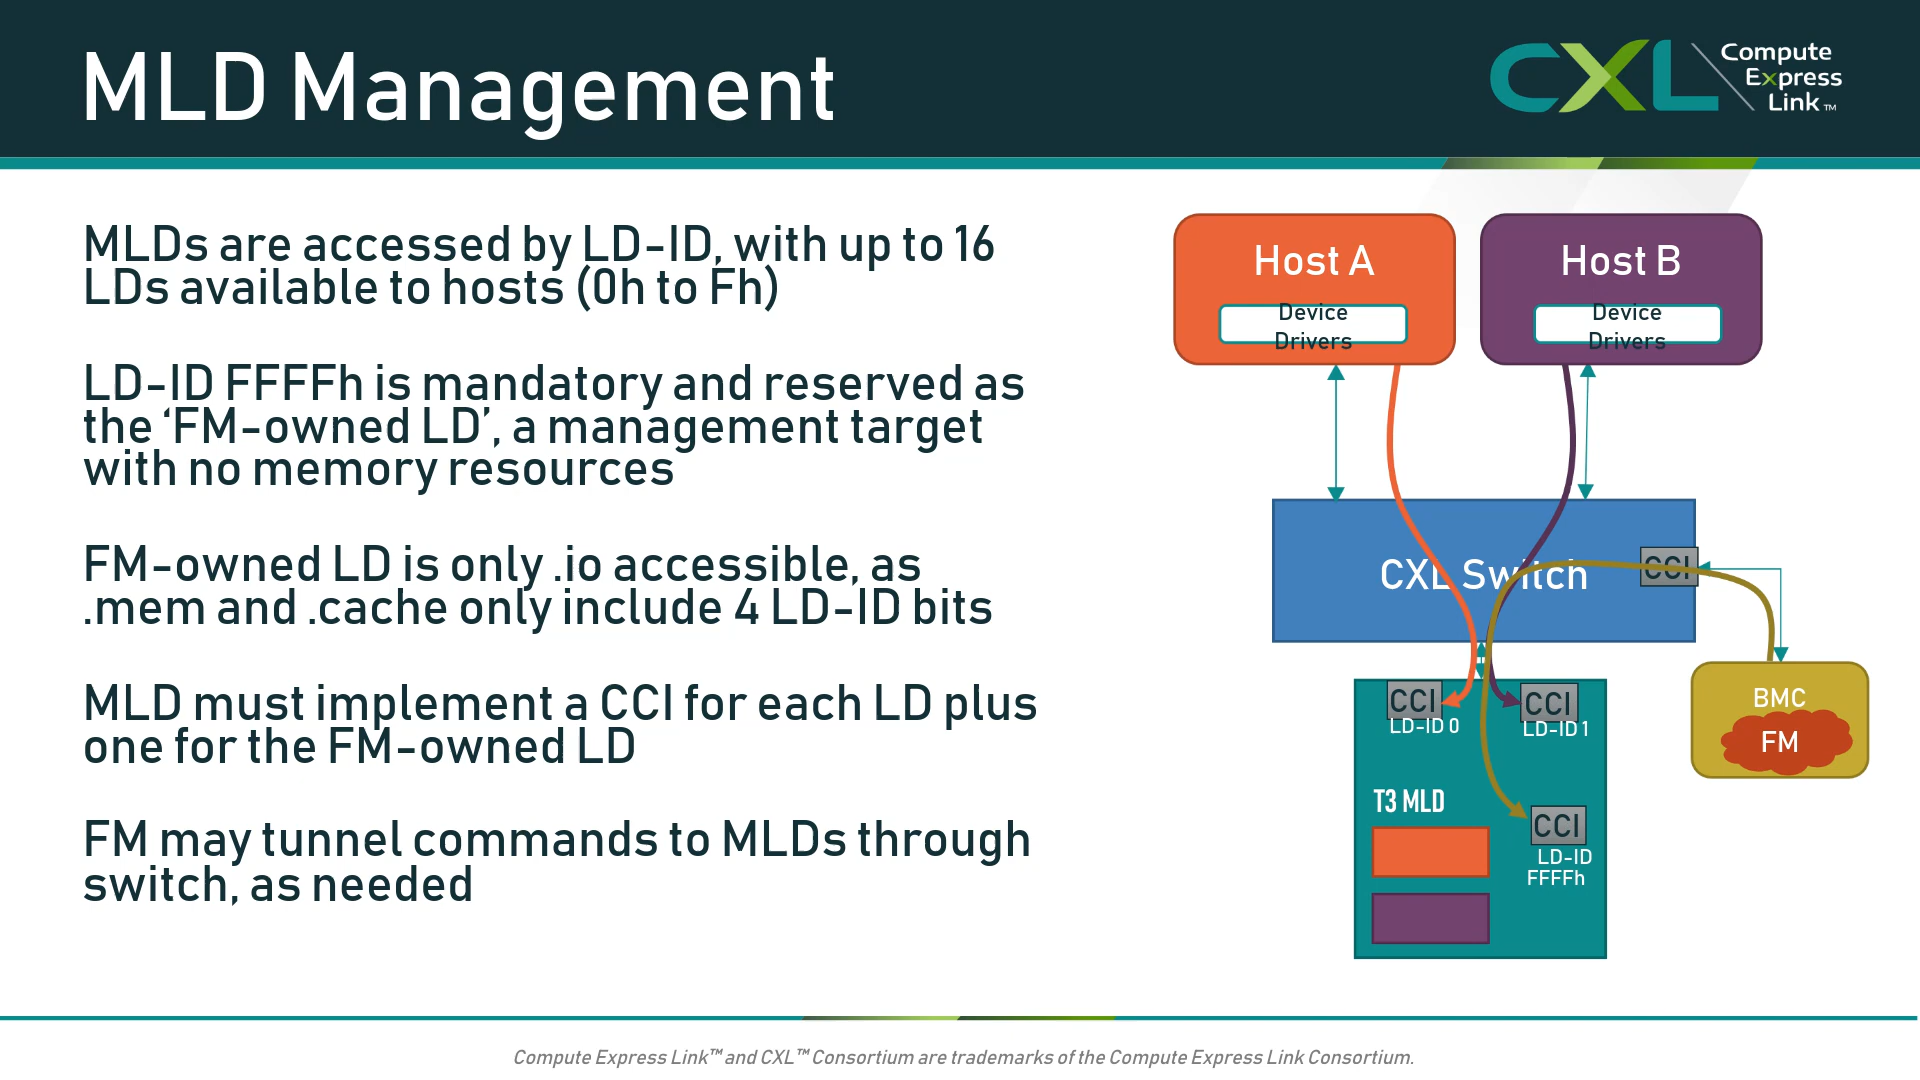 MLD Management
CXL
Compute
Express
Link™
MLDs are accessed by LD-ID, with up to 16
LDs available to hosts (0h to Fh)
LD-ID FFFFh is mandatory and reserved as
the ‘FM-owned LD’, a management target
with no memory resources
FM-owned LD is only .io accessible, as
.mem and .cache only include 4 LD-ID bits
MLD must implement a CCI for each LD plus
one for the FM-owned LD
FM may tunnel commands to MLDs through
switch, as needed
Host A
Device
Drivers
Host B
Device
Drivers
CXL Switch
CCI
CCI
LD-ID 0
CCI
LD-ID 1
BMC
FM
T3 MLD
CCI
LD-ID
FFFFh
Compute Express Link™ and CXL™ Consortium are trademarks of the Compute Express Link Consortium.